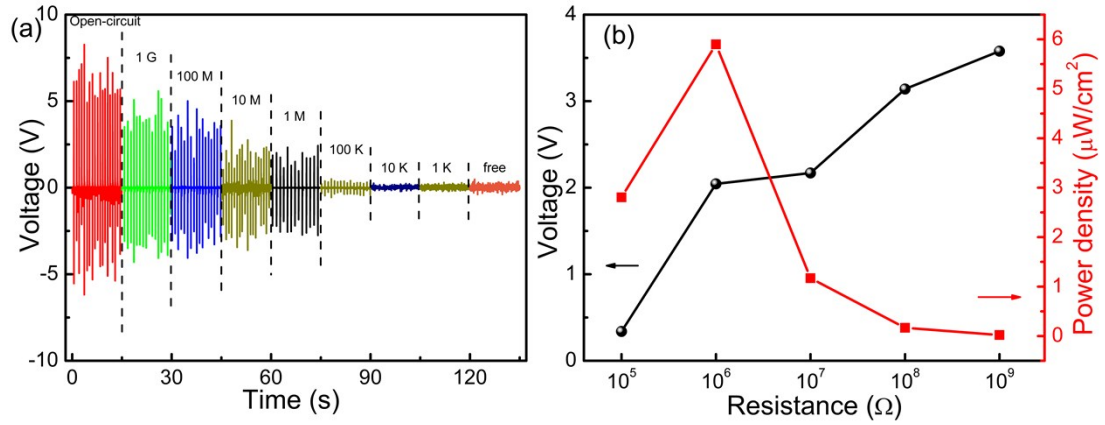 (a)
Open-circuit
1 G
100 M
10 M
1 M
100 K
10 K
1 K
free
10
5
0
-5
-10
Voltage (V)
0
30
60
90
120
Time (s)
(b)
4
3
2
1
0
Voltage (V)
6
5
4
3
2
1
0
Power density (μW/cm²)
10⁵
10⁶
10⁷
10⁸
10⁹
Resistance (Ω)